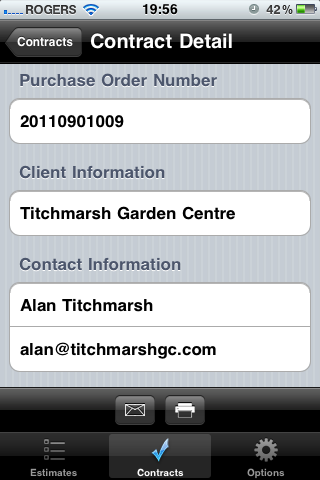 ROGERS 19:56 42%
Contracts Contract Detail
Purchase Order Number
20110901009
Client Information
Titchmarsh Garden Centre
Contact Information
Alan Titchmarsh
alan@titchmarshgc.com
Estimates Contracts Options